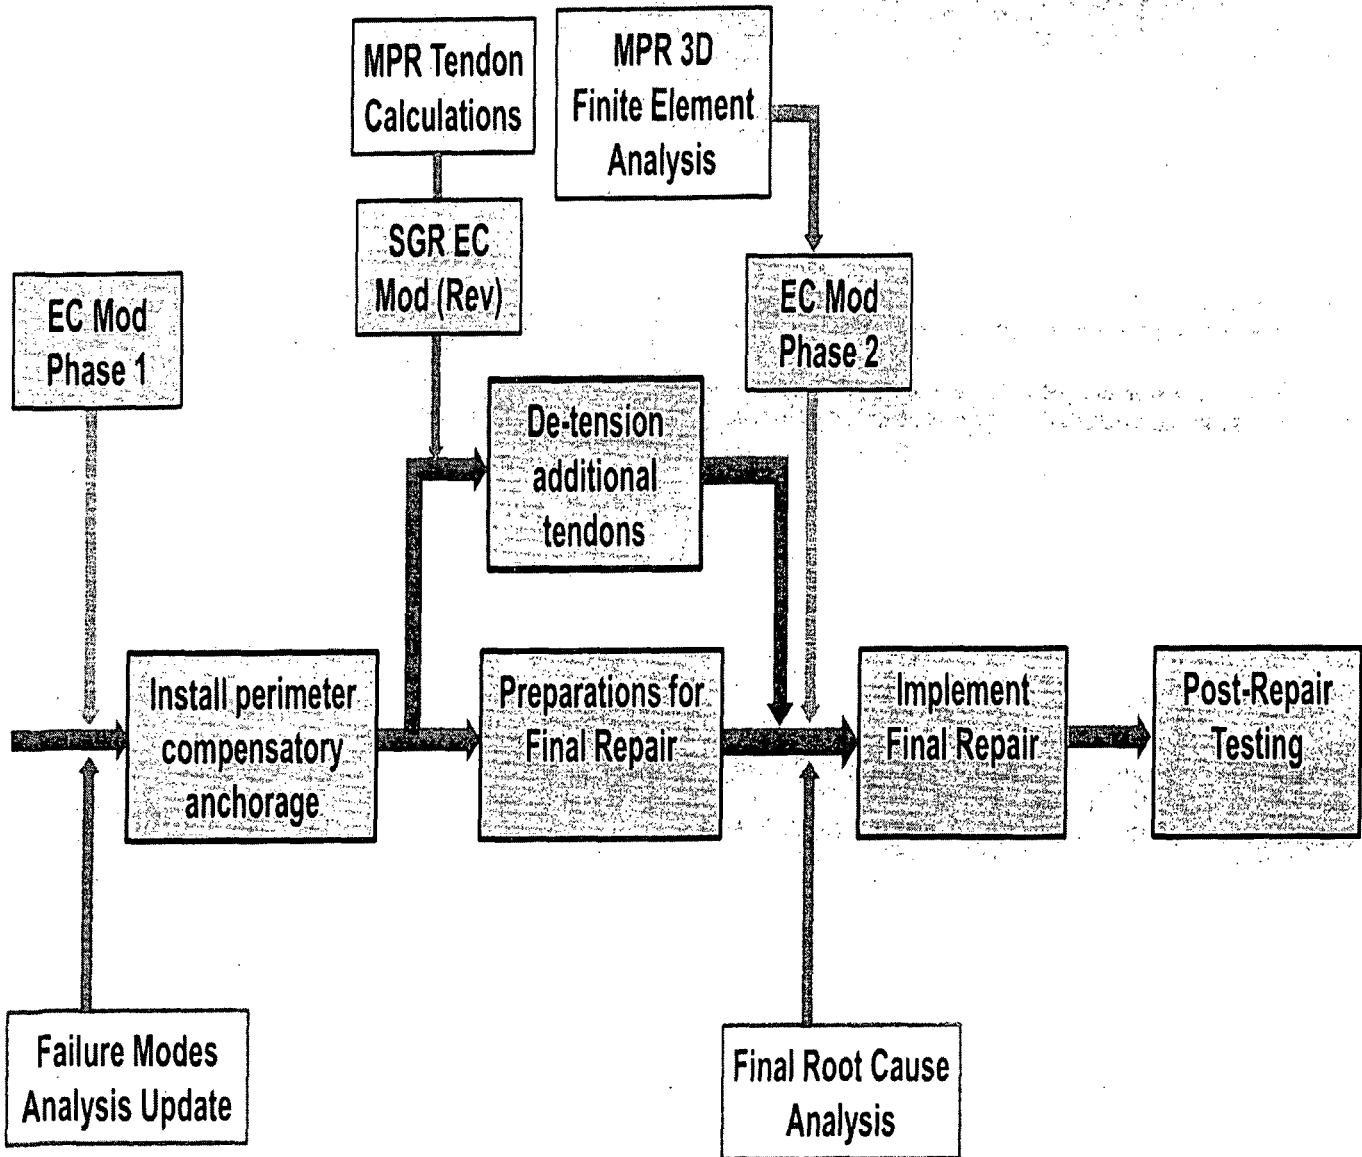 MPR Tendon
Calculations
MPR 3D
Finite Element
Analysis
SGR EC
Mod (Rev)
EC Mod
Phase 1
EC Mod
Phase 2
De-tension
additional
tendons
Install perimeter
compensatory
anchorage
Preparations for
Final Repair
Implement
Final Repair
Post-Repair
Testing
Failure Modes
Analysis Update
Final Root Cause
Analysis